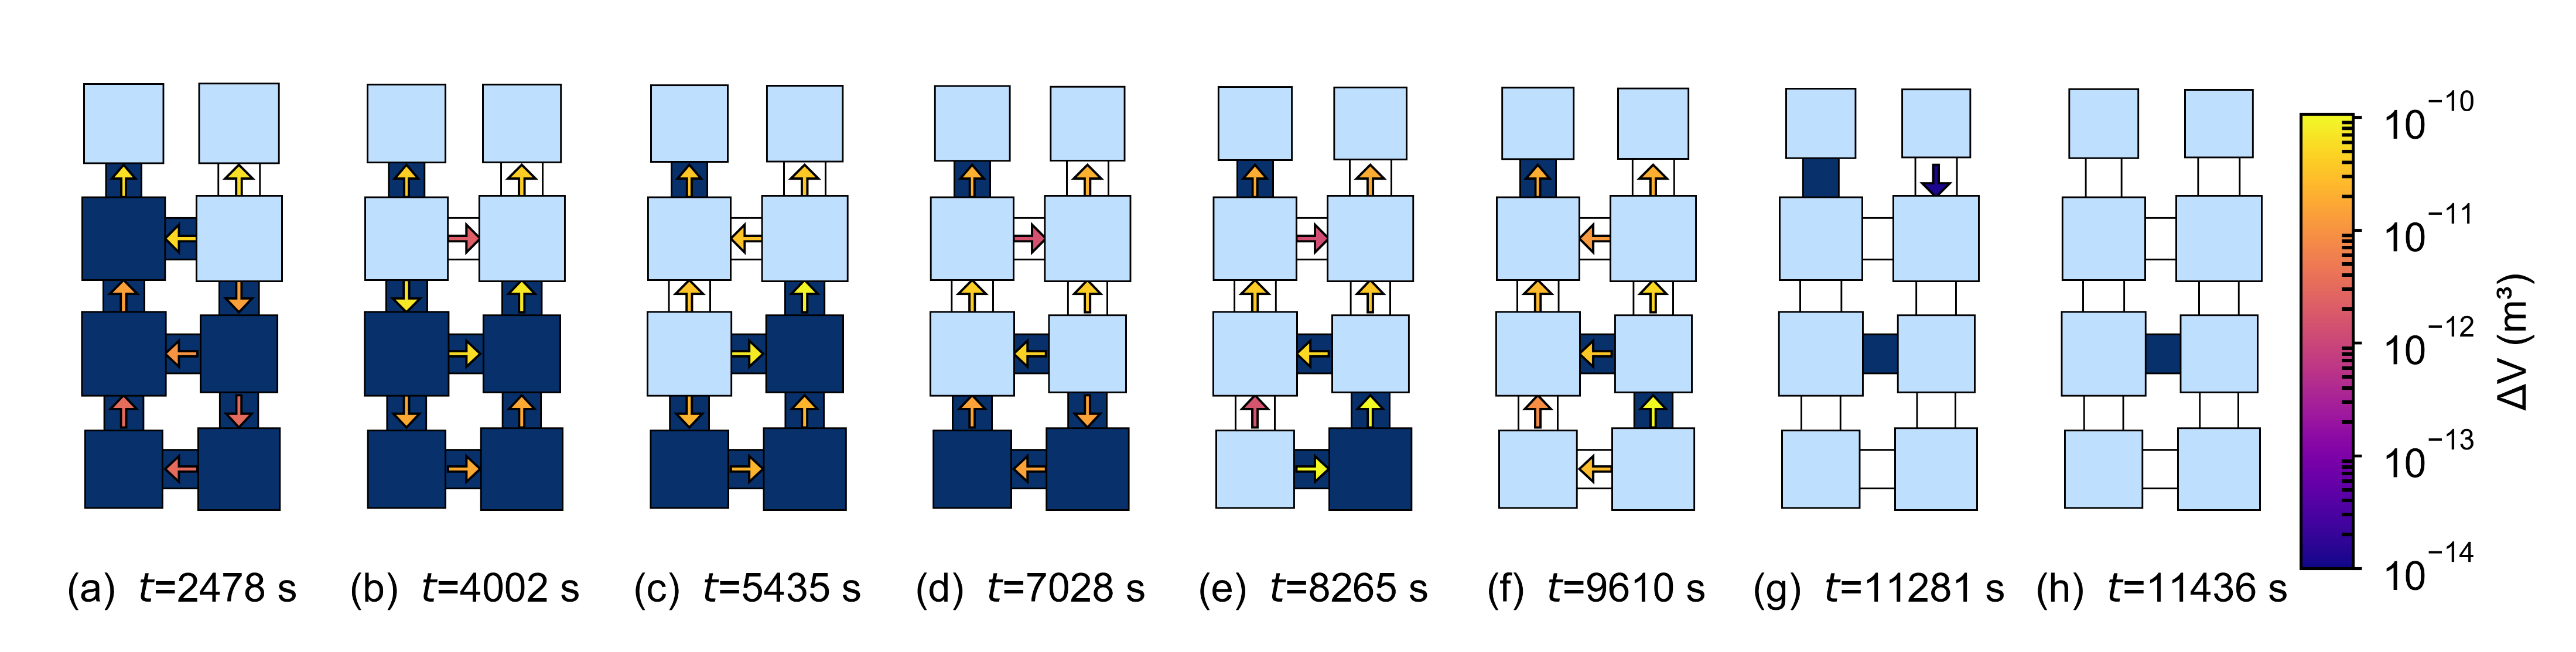 (a) t=2478 s
(b) t=4002 s
(c) t=5435 s
(d) t=7028 s
(e) t=8265 s
(f) t=9610 s
(g) t=11281 s
(h) t=11436 s
10⁻¹⁰
10⁻¹¹
10⁻¹²
10⁻¹³
10⁻¹⁴
ΔV (m³)